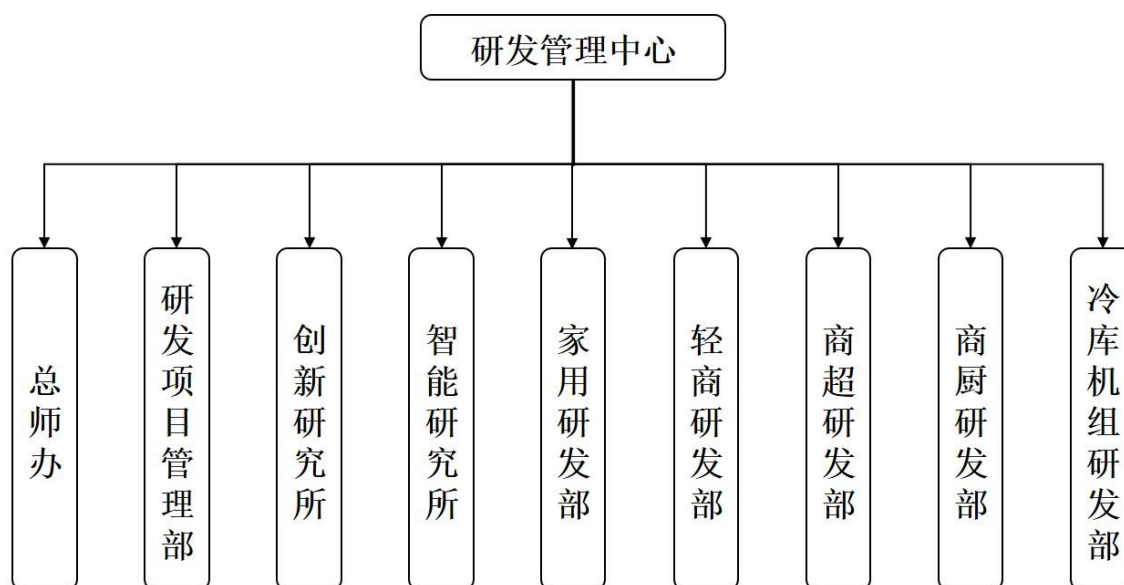 研发管理中心
总师办
研发项目管理部
创新研究所
智能研究所
家用研发部
轻商研发部
商超研发部
商厨研发部
冷库机组研发部